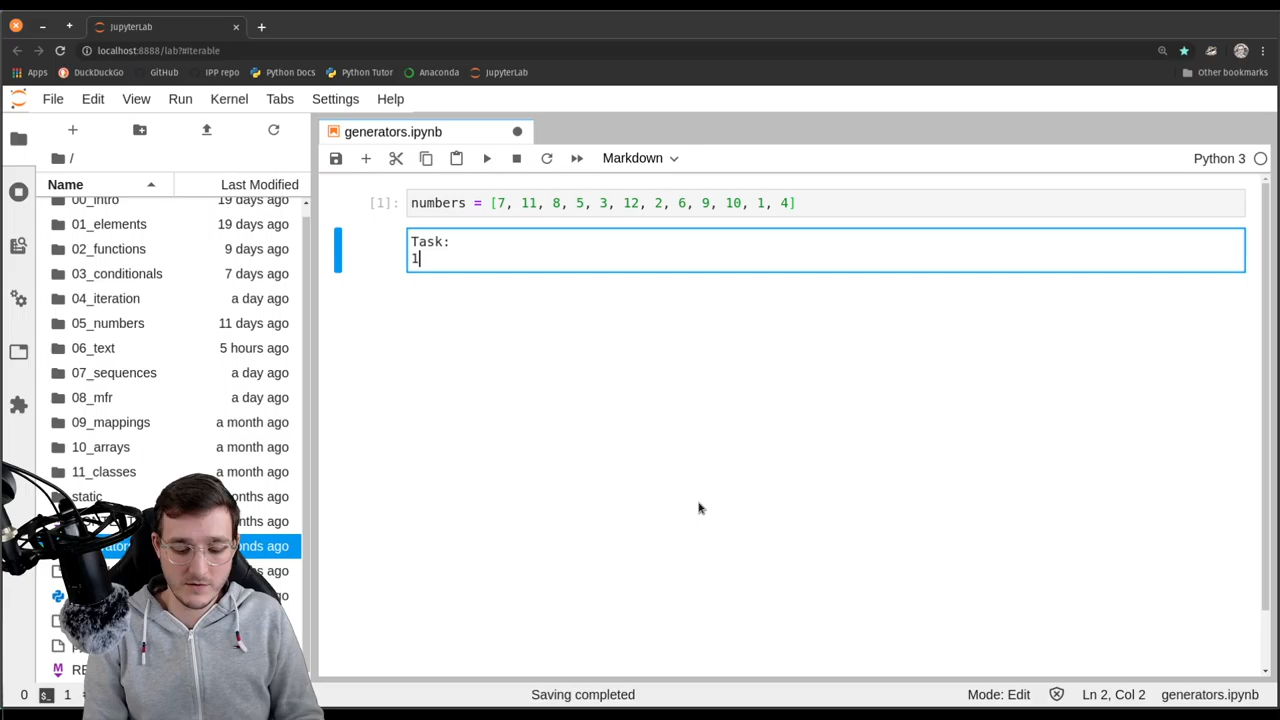 JupyterLab
localhost:8888/lab?#Iterable
Apps DuckDuckGo GitHub IPP repo Python Docs Python Tutor Anaconda JupyterLab Other bookmarks
File Edit View Run Kernel Tabs Settings Help
generators.ipynb
/
Markdown
Python 3
Name Last Modified
00_intro 19 days ago
01_elements 19 days ago
02_functions 9 days ago
03_conditionals 7 days ago
04_iteration a day ago
05_numbers 11 days ago
06_text 5 hours ago
07_sequences a day ago
08_mfr a day ago
09_mappings a month ago
10_arrays a month ago
11_classes a month ago
static
[1]: numbers = [7, 11, 8, 5, 3, 12, 2, 6, 9, 10, 1, 4]
Task:
1
0 1 Saving completed Mode: Edit Ln 2, Col 2 generators.ipynb